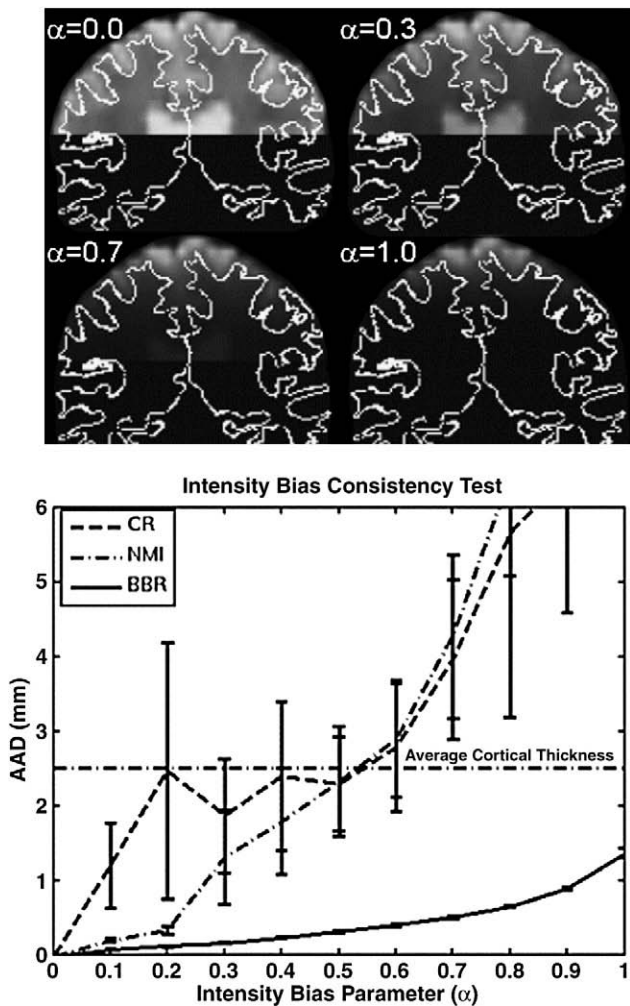 α=0.0
α=0.3
α=0.7
α=1.0
Intensity Bias Consistency Test
CR
NMI
BBR
Average Cortical Thickness
AAD (mm)
6
5
4
3
2
1
0
0 0.1 0.2 0.3 0.4 0.5 0.6 0.7 0.8 0.9 1
Intensity Bias Parameter (α)